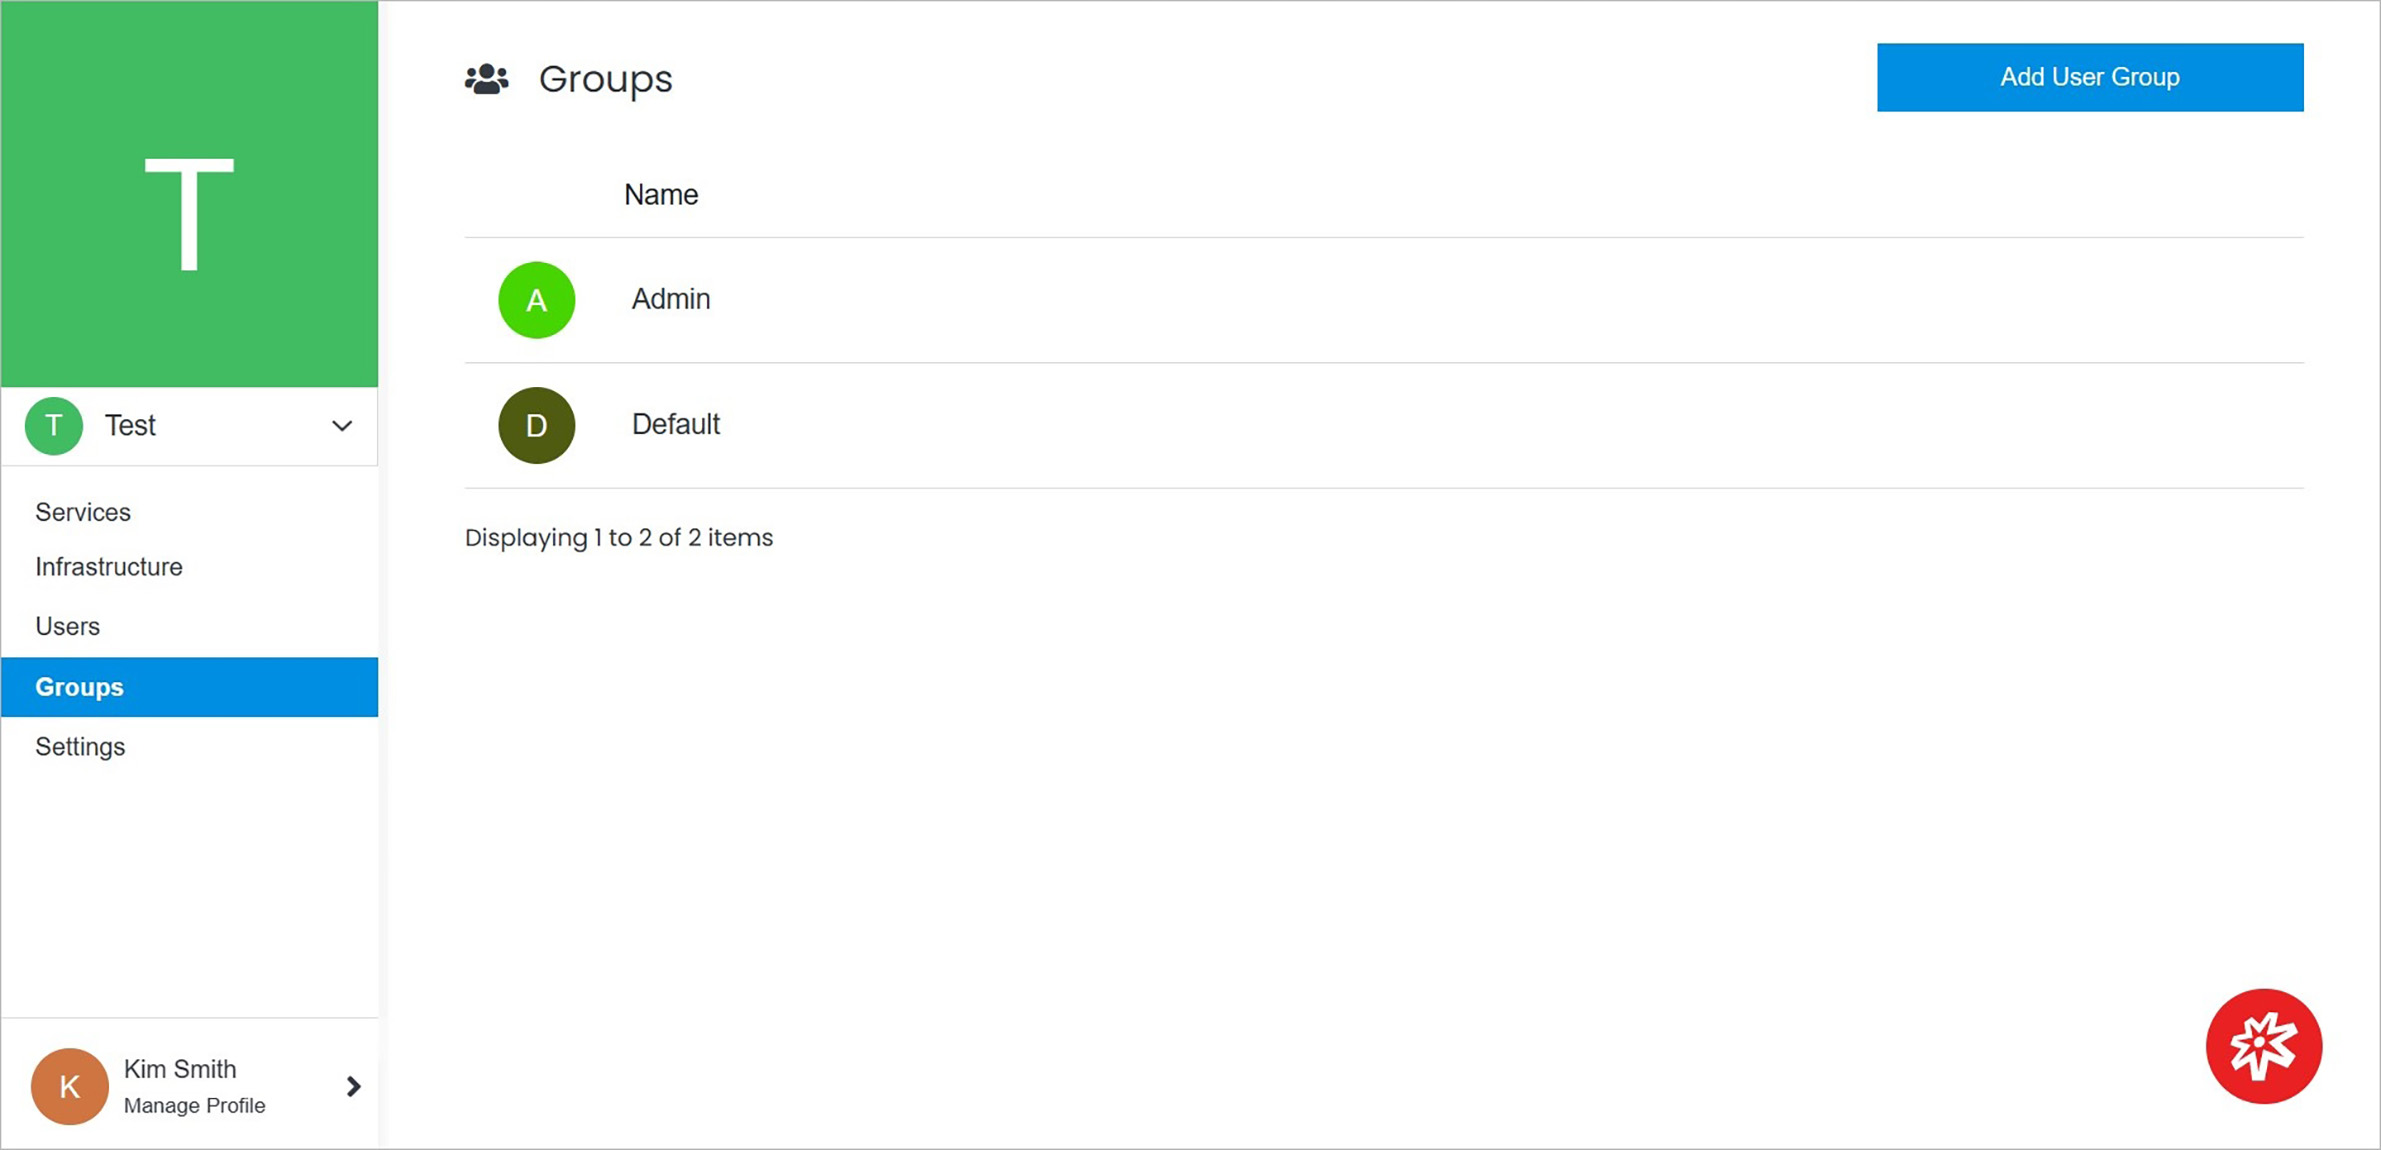 T
T Test
Services
Infrastructure
Users
Groups
Settings
K Kim Smith
Manage Profile
Groups
Add User Group
Name
A Admin
D Default
Displaying 1 to 2 of 2 items